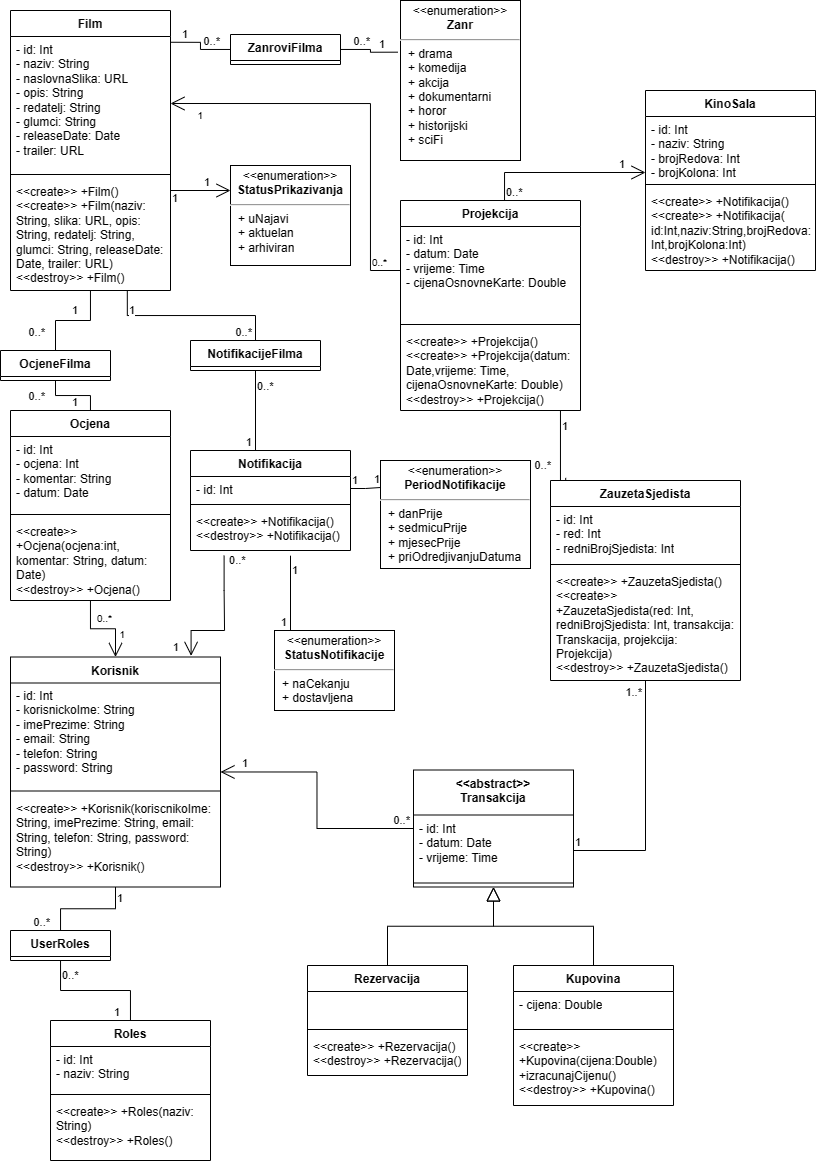 Film
- id: Int
- naziv: String
- naslovnaSlika: URL
- opis: String
- redatelj: String
- glumci: String
- releaseDate: Date
- trailer: URL
<<create>> +Film()
<<create>> +Film(naziv:
String, slika: URL, opis:
String, redatelj: String,
glumci: String, releaseDate:
Date, trailer: URL)
<<destroy>> +Film()
1
0..*
ZanroviFilma
0..*
1
<<enumeration>>
Zanr
+ drama
+ komedija
+ akcija
+ dokumentarni
+ horor
+ historijski
+ sciFi
1
1
1
<<enumeration>>
StatusPrikazivanja
+ uNajavi
+ aktuelan
+ arhiviran
0..*
KinoSala
- id: Int
- naziv: String
- brojRedova: Int
- brojKolona: Int
<<create>> +Notifikacija()
<<create>> +Notifikacija(
id:Int,naziv:String,brojRedova:
Int,brojKolona:Int)
<<destroy>> +Notifikacija()
1
0..*
Projekcija
- id: Int
- datum: Date
- vrijeme: Time
- cijenaOsnovneKarte: Double
<<create>> +Projekcija()
<<create>> +Projekcija(datum:
Date,vrijeme: Time,
cijenaOsnovneKarte: Double)
<<destroy>> +Projekcija()
1
0..*
1
0..*
OcjeneFilma
0..*
1
1
0..*
NotifikacijeFilma
0..*
1
Ocjena
- id: Int
- ocjena: Int
- komentar: String
- datum: Date
<<create>>
+Ocjena(ocjena:int,
komentar: String, datum:
Date)
<<destroy>> +Ocjena()
0..*
1
Notifikacija
- id: Int
<<create>> +Notifikacija()
<<destroy>> +Notifikacija()
1
1
<<enumeration>>
PeriodNotifikacije
+ danPrije
+ sedmicuPrije
+ mjesecPrije
+ priOdredjivanjuDatuma
0..*
1
1
1
<<enumeration>>
StatusNotifikacije
+ naCekanju
+ dostavljena
ZauzetaSjedista
- id: Int
- red: Int
- redniBrojSjedista: Int
<<create>> +ZauzetaSjedista()
<<create>>
+ZauzetaSjedista(red: Int,
redniBrojSjedista: Int, transakcija:
Transkacija, projekcija:
Projekcija)
<<destroy>> +ZauzetaSjedista()
1..*
1
Korisnik
- id: Int
- korisnickoIme: String
- imePrezime: String
- email: String
- telefon: String
- password: String
<<create>> +Korisnik(koriscnikoIme:
String, imePrezime: String, email:
String, telefon: String, password:
String)
<<destroy>> +Korisnik()
1
0..*
<<abstract>>
Transakcija
- id: Int
- datum: Date
- vrijeme: Time
1
0..*
UserRoles
0..*
1
Roles
- id: Int
- naziv: String
<<create>> +Roles(naziv:
String)
<<destroy>> +Roles()
Rezervacija
<<create>> +Rezervacija()
<<destroy>> +Rezervacija()
Kupovina
- cijena: Double
<<create>>
+Kupovina(cijena:Double)
+izracunajCijenu()
<<destroy>> +Kupovina()